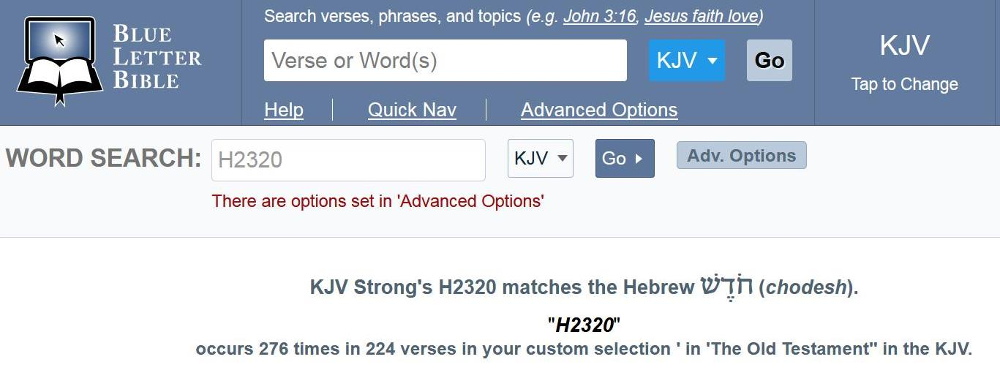 BLUE
LETTER
BIBLE
Search verses, phrases, and topics (e.g. John 3:16, Jesus faith love)
Verse or Word(s)
KJV
Go
Help
Quick Nav
Advanced Options
KJV
Tap to Change
WORD SEARCH:
H2320
KJV
Go
Adv. Options
There are options set in 'Advanced Options'
KJV Strong's H2320 matches the Hebrew חֹדֶשׁ (chodesh).
"H2320"
occurs 276 times in 224 verses in your custom selection ' in 'The Old Testament'' in the KJV.